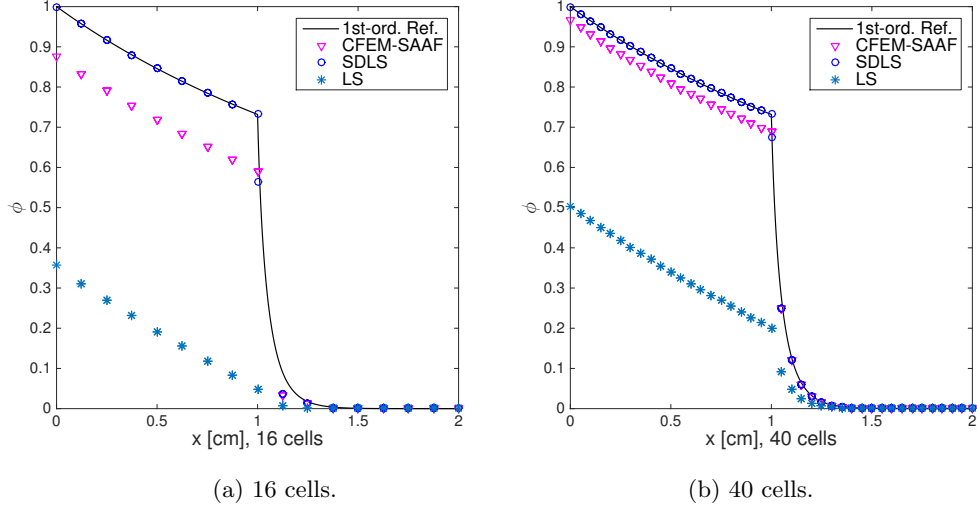 1
0.9
0.8
0.7
0.6
0.5
0.4
0.3
0.2
0.1
0
ϕ
1st-ord. Ref.
CFEM-SAAF
SDLS
LS
0 0.5 1 1.5 2
x [cm], 16 cells
(a) 16 cells.
1
0.9
0.8
0.7
0.6
0.5
0.4
0.3
0.2
0.1
0
ϕ
1st-ord. Ref.
CFEM-SAAF
SDLS
LS
0 0.5 1 1.5 2
x [cm], 40 cells
(b) 40 cells.